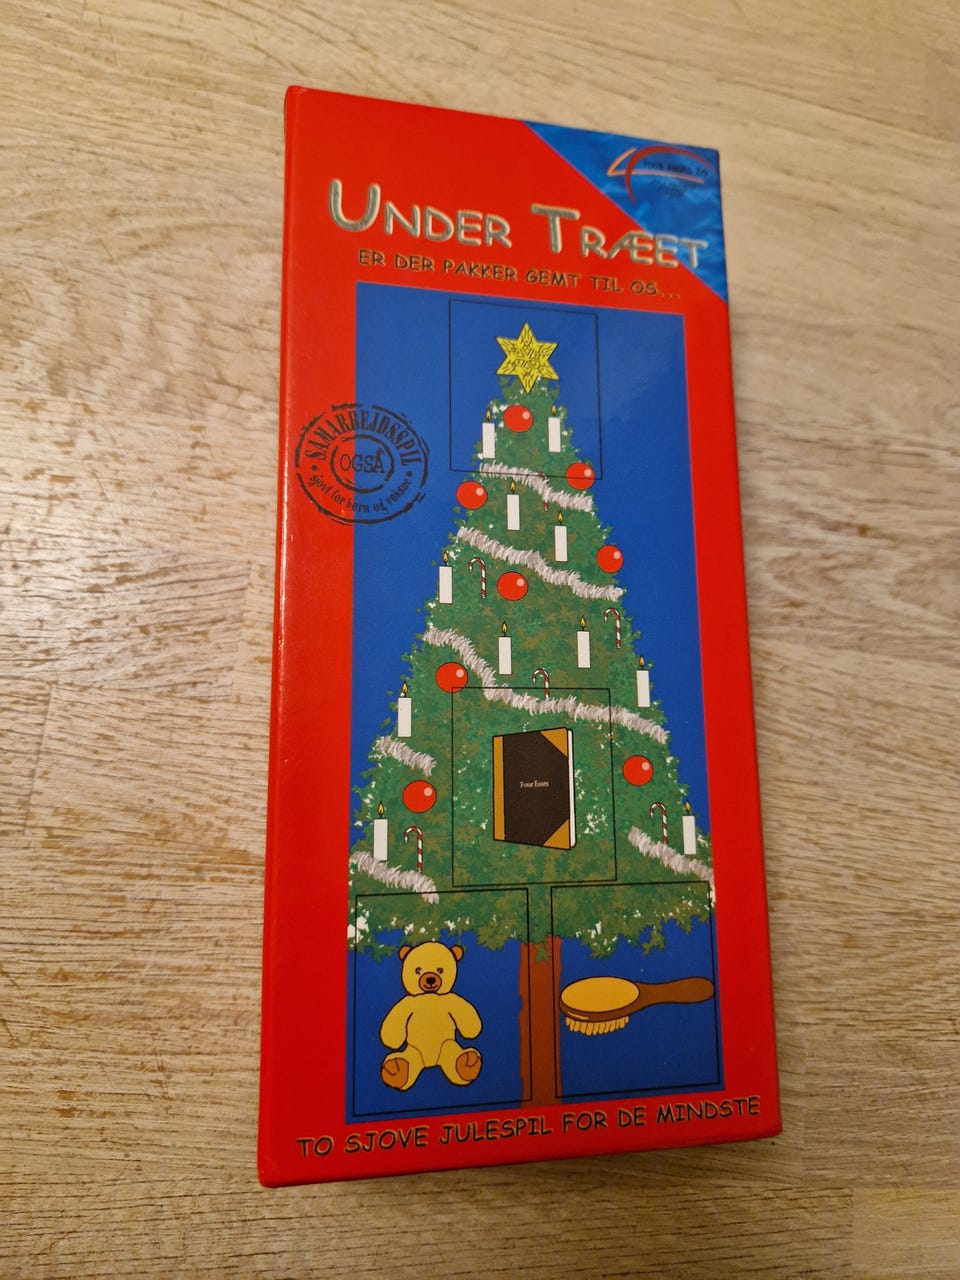 UNDER TRÆET
ER DER PAKKER GEMT TIL OS...
SAMARBEJDSSPIL
OGSÅ
sjovt for børn og voksne
Four Esses
TO SJOVE JULESPIL FOR DE MINDSTE